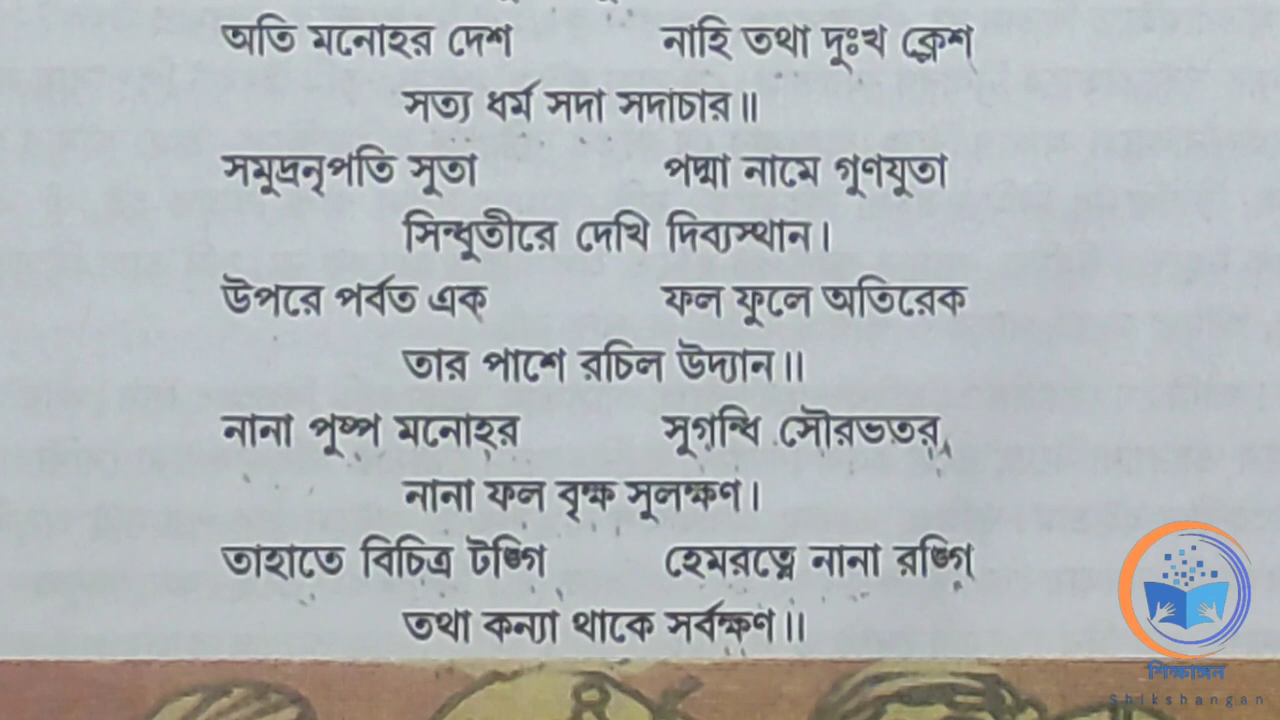 অতি মনোহর দেশ নাহি তথা দুঃখ ক্লেশ
সত্য ধর্ম সদা সদাচার॥
সমুদ্রনৃপতি সুতা পদ্মা নামে গুণযুতা
সিন্ধুতীরে দেখি দিব্যস্থান।
উপরে পর্বত এক ফল ফুলে অতিরেক
তার পাশে রচিল উদ্যান॥
নানা পুষ্প মনোহর সুগন্ধি সৌরভতর
নানা ফল বৃক্ষ সুলক্ষণ।
তাহাতে বিচিত্র টঙ্গি হেমরত্নে নানা রঙ্গি
তথা কন্যা থাকে সর্বক্ষণ॥
শিক্ষাঙ্গন
Shikshangan